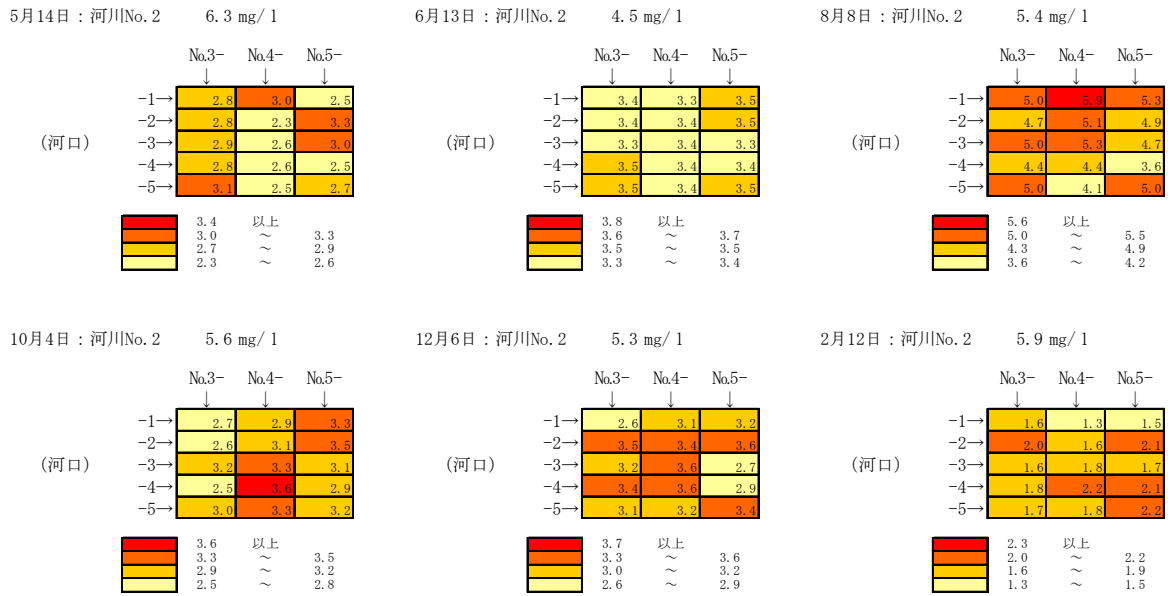 5月14日：河川No.2 6.3 mg/l
No.3− No.4− No.5−
↓ ↓ ↓
−1→ 2.8 3.0 2.5
−2→ 2.8 2.3 3.3
(河口) −3→ 2.9 2.6 3.0
−4→ 2.8 2.6 2.5
−5→ 3.1 2.5 2.7
3.4 以上
3.0 ～ 3.3
2.7 ～ 2.9
2.3 ～ 2.6
6月13日：河川No.2 4.5 mg/l
No.3− No.4− No.5−
↓ ↓ ↓
−1→ 3.4 3.3 3.5
−2→ 3.4 3.4 3.5
(河口) −3→ 3.3 3.4 3.3
−4→ 3.5 3.4 3.4
−5→ 3.5 3.4 3.5
3.8 以上
3.6 ～ 3.7
3.5 ～ 3.5
3.3 ～ 3.4
8月8日：河川No.2 5.4 mg/l
No.3− No.4− No.5−
↓ ↓ ↓
−1→ 5.0 5.9 5.3
−2→ 4.7 5.1 4.9
(河口) −3→ 5.0 5.3 4.7
−4→ 4.4 4.4 3.6
−5→ 5.0 4.1 5.0
5.6 以上
5.0 ～ 5.5
4.3 ～ 4.9
3.6 ～ 4.2
10月4日：河川No.2 5.6 mg/l
No.3− No.4− No.5−
↓ ↓ ↓
−1→ 2.7 2.9 3.3
−2→ 2.6 3.1 3.5
(河口) −3→ 3.2 3.3 3.1
−4→ 2.5 3.6 2.9
−5→ 3.0 3.3 3.2
3.6 以上
3.3 ～ 3.5
2.9 ～ 3.2
2.5 ～ 2.8
12月6日：河川No.2 5.3 mg/l
No.3− No.4− No.5−
↓ ↓ ↓
−1→ 2.6 3.1 3.2
−2→ 3.5 3.4 3.6
(河口) −3→ 3.2 3.6 2.7
−4→ 3.4 3.6 2.9
−5→ 3.1 3.2 3.4
3.7 以上
3.3 ～ 3.6
3.0 ～ 3.2
2.6 ～ 2.9
2月12日：河川No.2 5.9 mg/l
No.3− No.4− No.5−
↓ ↓ ↓
−1→ 1.6 1.3 1.5
−2→ 2.0 1.6 2.1
(河口) −3→ 1.6 1.8 1.7
−4→ 1.8 2.2 2.1
−5→ 1.7 1.8 2.2
2.3 以上
2.0 ～ 2.2
1.6 ～ 1.9
1.3 ～ 1.5